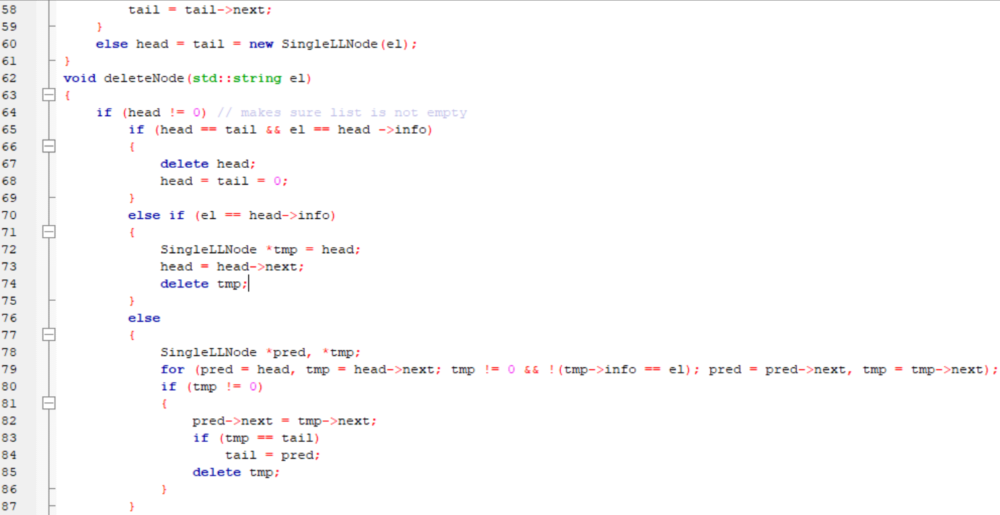 58 tail = tail->next;
59 }
60 else head = tail = new SingleLLNode(el);
61 }
62 void deleteNode(std::string el)
63 {
64 if (head != 0) // makes sure list is not empty
65 if (head == tail && el == head ->info)
66 {
67 delete head;
68 head = tail = 0;
69 }
70 else if (el == head->info)
71 {
72 SingleLLNode *tmp = head;
73 head = head->next;
74 delete tmp;
75 }
76 else
77 {
78 SingleLLNode *pred, *tmp;
79 for (pred = head, tmp = head->next; tmp != 0 && !(tmp->info == el); pred = pred->next, tmp = tmp->next);
80 if (tmp != 0)
81 {
82 pred->next = tmp->next;
83 if (tmp == tail)
84 tail = pred;
85 delete tmp;
86 }
87 }